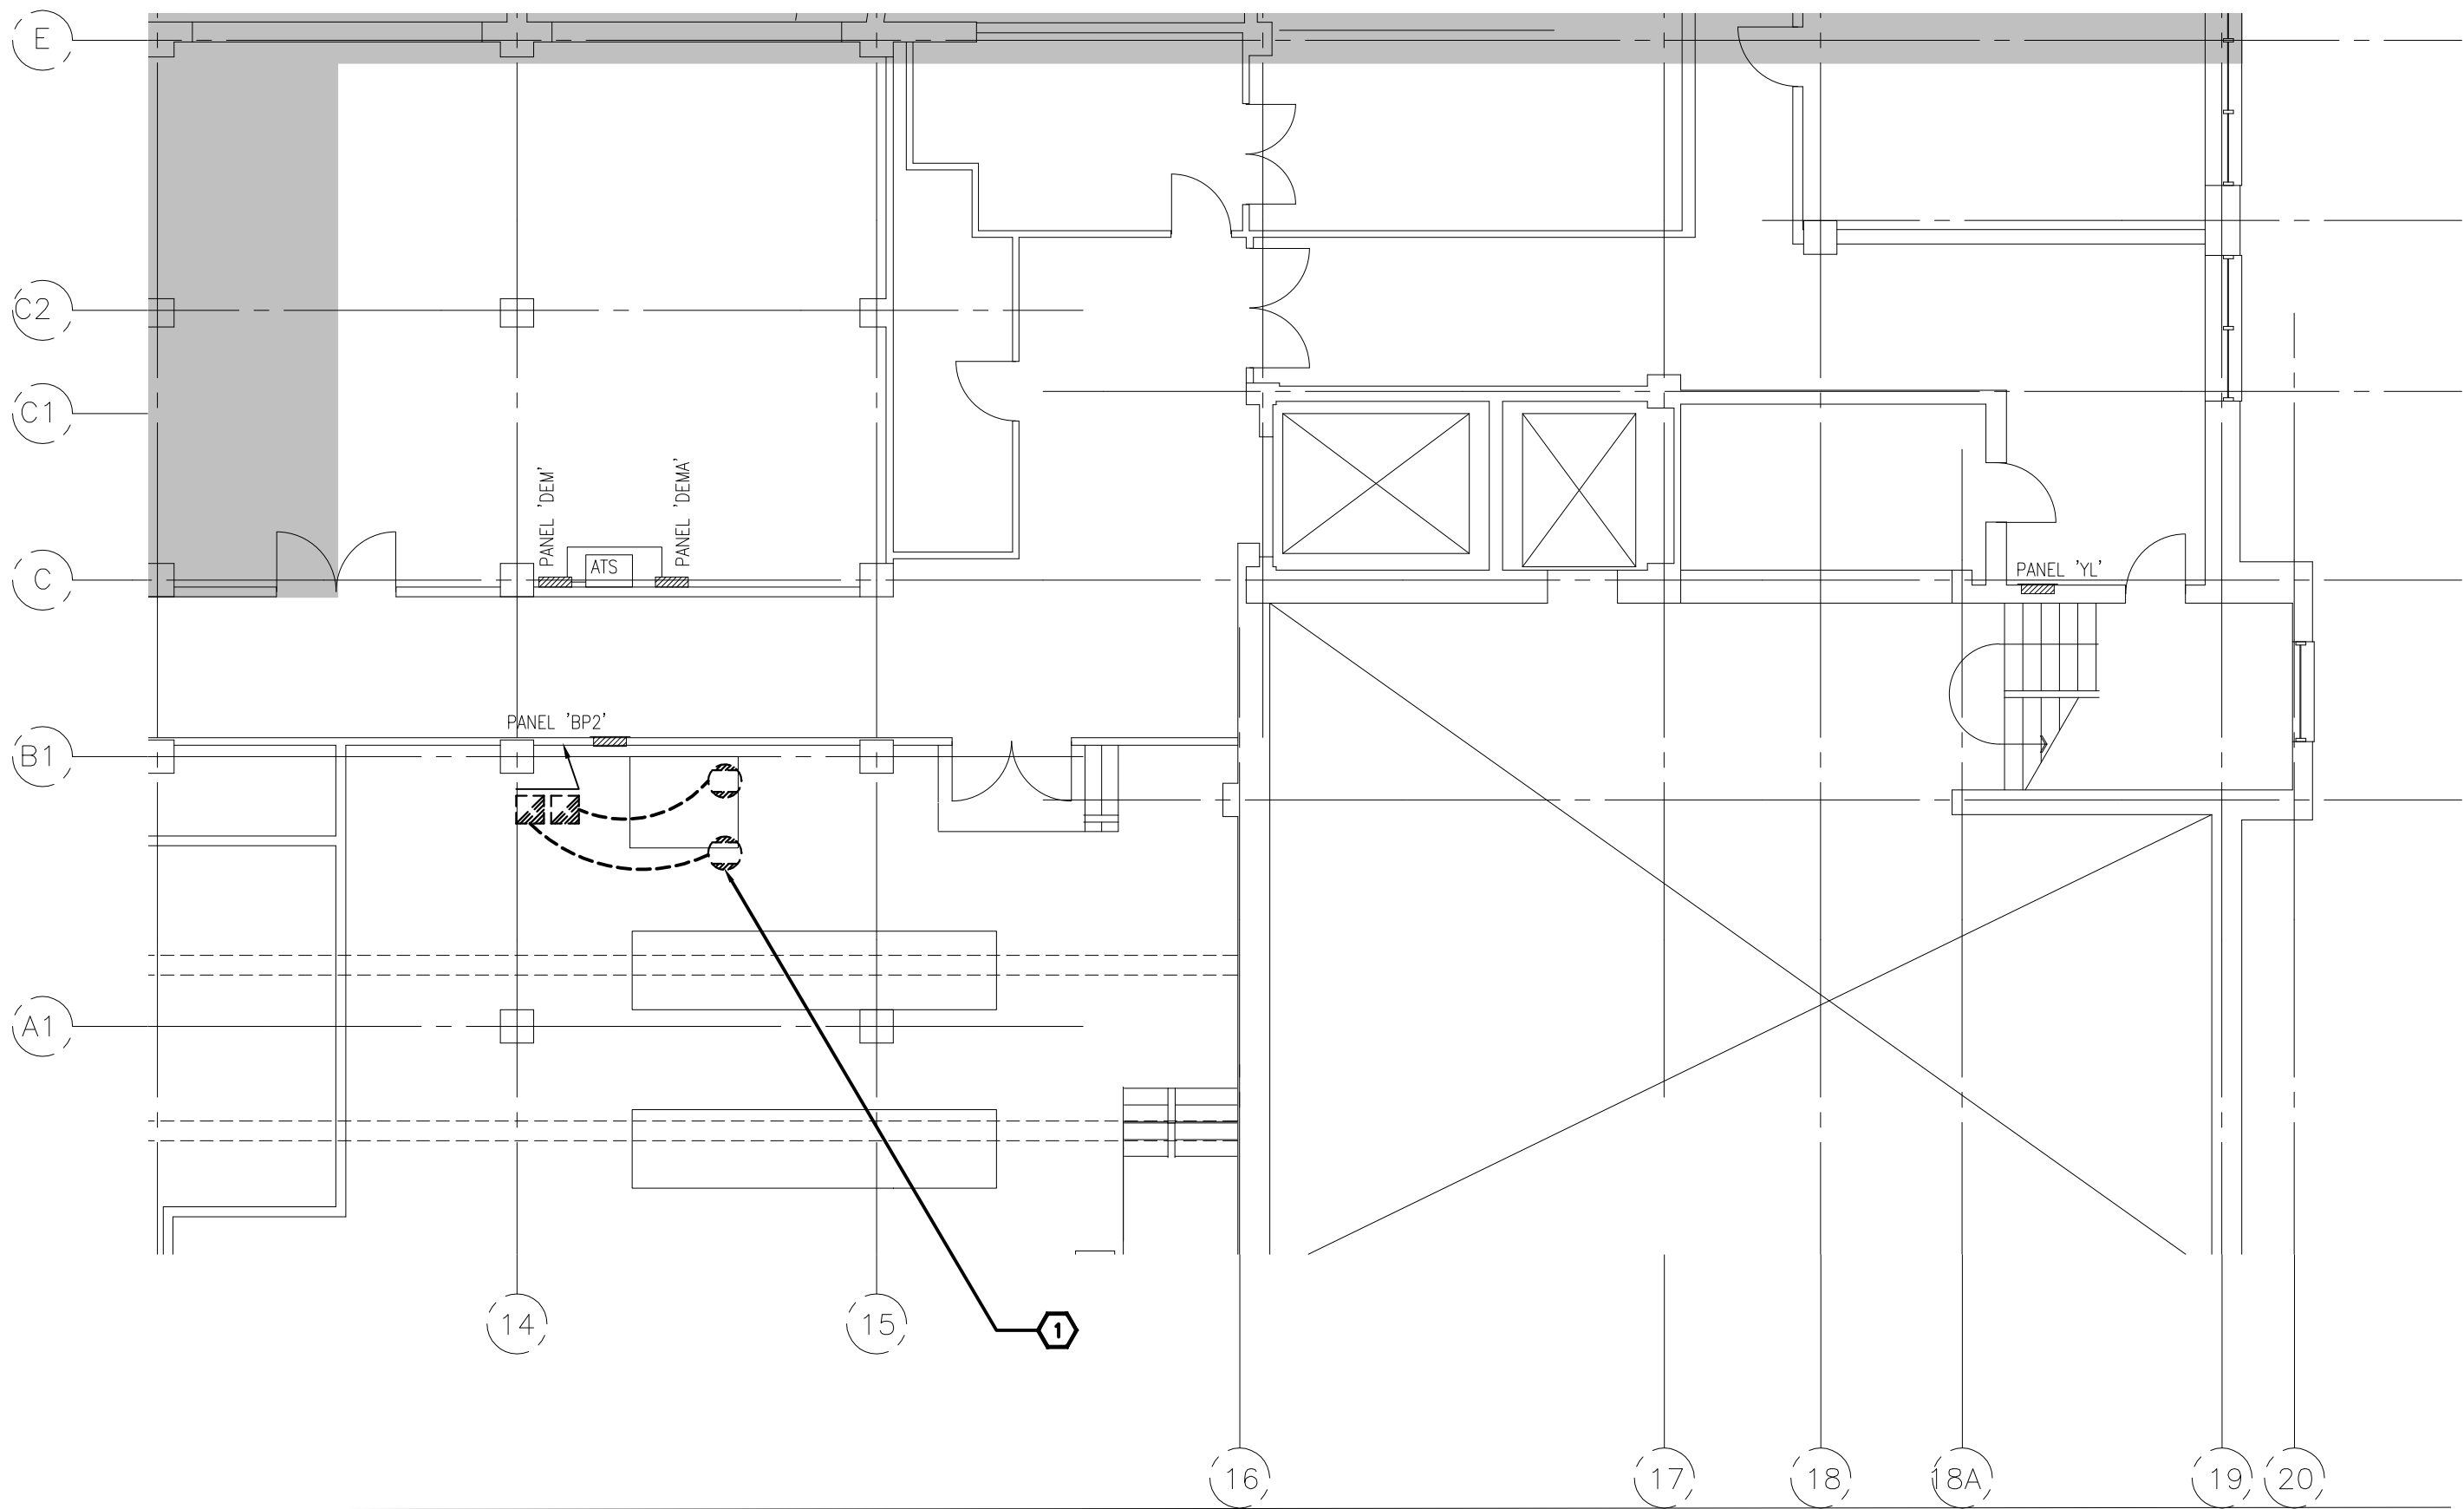 E
C2
C1
PANEL 'DEM'
PANEL 'DEMA'
ATS
C
PANEL 'YL'
PANEL 'BP2'
B1
A1
14
15
1
16
17
18
18A
19
20